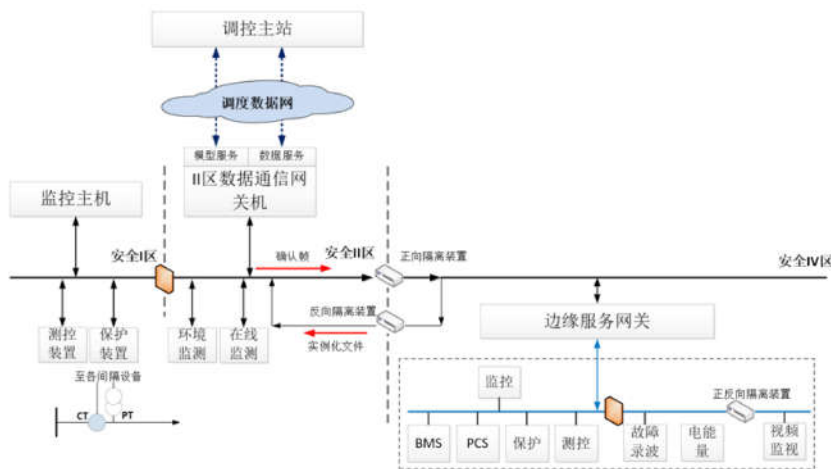 调控主站
调度数据网
模型服务
数据服务
II区数据通信网
关机
监控主机
安全I区
确认帧
安全II区
正向隔离装置
安全IV区
测控
装置
保护
装置
环境
监测
在线
监测
反向隔离装置
实例化文件
边缘服务网关
至各间隔设备
CT
PT
监控
正反向隔离装置
BMS
PCS
保护
测控
故障
录波
电能
量
视频
监视